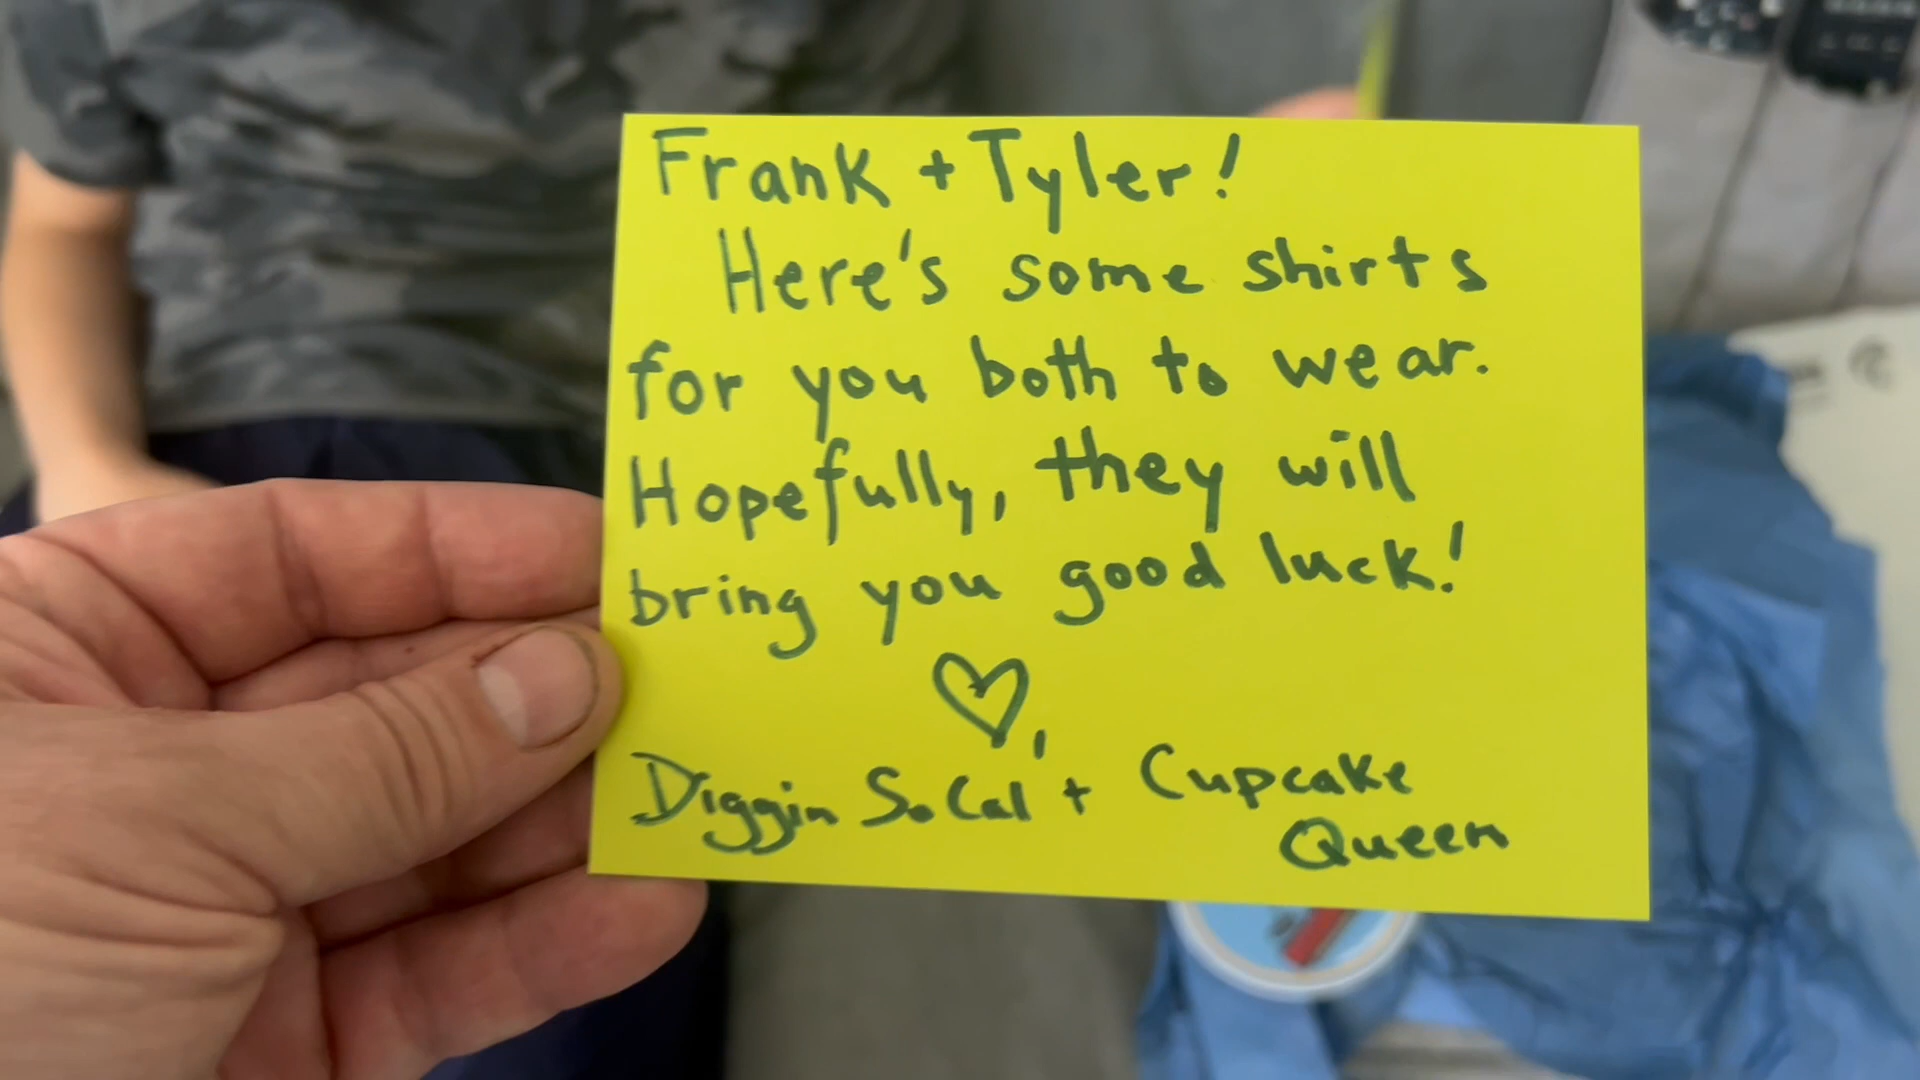 Frank + Tyler!
Here's some shirts
for you both to wear.
Hopefully, they will
bring you good luck!
♡,
Diggin SoCal + Cupcake
Queen